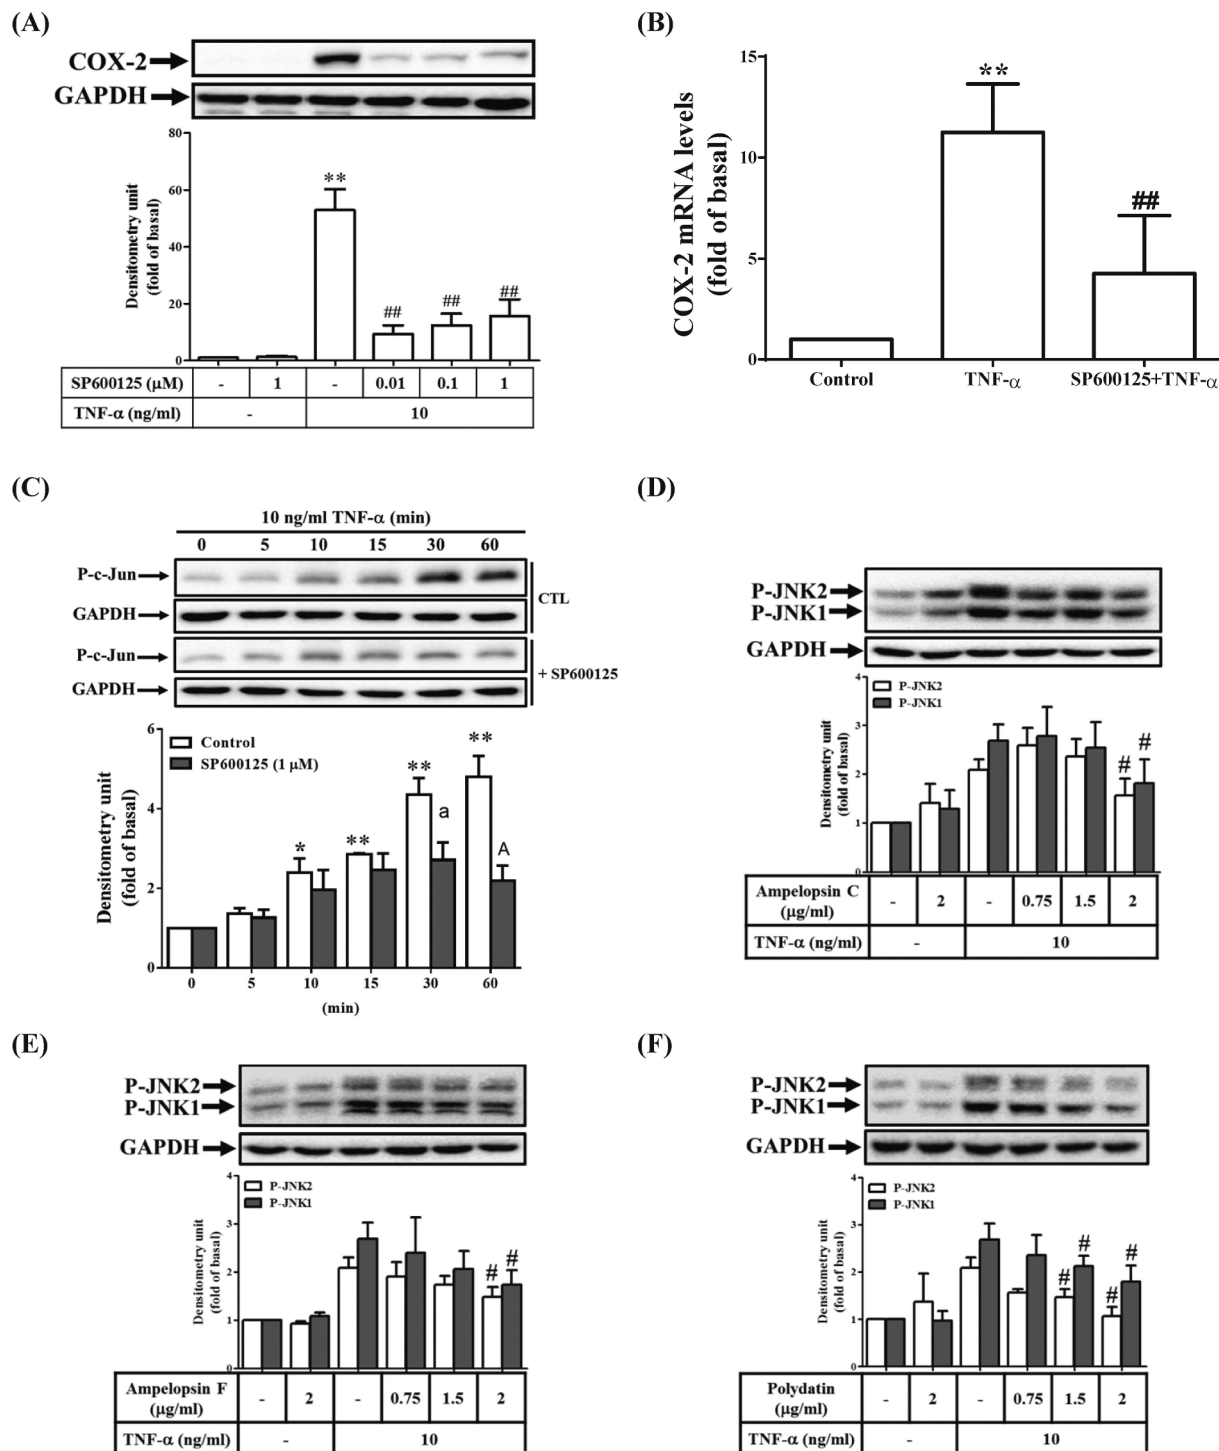 (A)
COX-2
GAPDH
80
60
40
20
0
Densitometry unit
(fold of basal)
**
##
##
##
SP600125 (μM) - 1 - 0.01 0.1 1
TNF-α (ng/ml) - 10
(B)
15
10
5
0
COX-2 mRNA levels
(fold of basal)
**
##
Control TNF-α SP600125+TNF-α
(C)
10 ng/ml TNF-α (min)
0 5 10 15 30 60
P-c-Jun
GAPDH
CTL
P-c-Jun
GAPDH
+ SP600125
6
4
2
0
Densitometry unit
(fold of basal)
Control
SP600125 (1 μM)
*
**
**
a
**
A
0 5 10 15 30 60
(min)
(D)
P-JNK2
P-JNK1
GAPDH
4
3
2
1
0
Densitometry unit
(fold of basal)
P-JNK2
P-JNK1
#
#
Ampelopsin C
(μg/ml)
- 2 - 0.75 1.5 2
TNF-α (ng/ml) - 10
(E)
P-JNK2
P-JNK1
GAPDH
4
3
2
1
0
Densitometry unit
(fold of basal)
P-JNK2
P-JNK1
#
#
Ampelopsin F
(μg/ml)
- 2 - 0.75 1.5 2
TNF-α (ng/ml) - 10
(F)
P-JNK2
P-JNK1
GAPDH
4
3
2
1
0
Densitometry unit
(fold of basal)
P-JNK2
P-JNK1
#
#
#
#
Polydatin
(μg/ml)
- 2 - 0.75 1.5 2
TNF-α (ng/ml) - 10